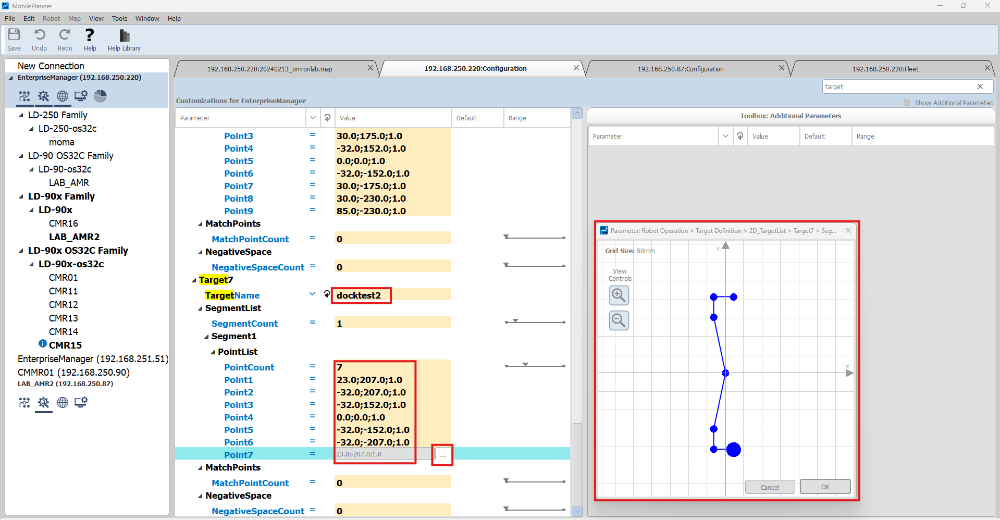 MobilePlanner
File Edit Robot Map View Tools Window Help
Save Undo Redo Help Help Library
New Connection
EnterpriseManager (192.168.250.220)
LD-250 Family
LD-250-os32c
moma
LD-90 OS32C Family
LD-90-os32c
LAB_AMR
LD-90x Family
LD-90x
CMR16
LAB_AMR2
LD-90x OS32C Family
LD-90x-os32c
CMR01
CMR11
CMR12
CMR13
CMR14
CMR15
EnterpriseManager (192.168.251.51)
CMMR01 (192.168.250.90)
LAB_AMR2 (192.168.250.87)
192.168.250.220:20240213_omronlab.map
192.168.250.220:Configuration
192.168.250.87:Configuration
192.168.250.220:Fleet
target
Show Additional Parameters
Customizations for EnterpriseManager
Parameter Value Default Range
Point3 = 30.0;175.0;1.0
Point4 = -32.0;152.0;1.0
Point5 = 0.0;0.0;1.0
Point6 = -32.0;-152.0;1.0
Point7 = 30.0;-175.0;1.0
Point8 = 30.0;-230.0;1.0
Point9 = 85.0;-230.0;1.0
MatchPoints
MatchPointCount = 0
NegativeSpace
NegativeSpaceCount = 0
Target7
TargetName docktest2
SegmentList
SegmentCount = 1
Segment1
PointList
PointCount = 7
Point1 = 23.0;207.0;1.0
Point2 = -32.0;207.0;1.0
Point3 = -32.0;152.0;1.0
Point4 = 0.0;0.0;1.0
Point5 = -32.0;-152.0;1.0
Point6 = -32.0;-207.0;1.0
Point7 = 23.0;-207.0;1.0 ...
MatchPoints
MatchPointCount = 0
NegativeSpace
NegativeSpaceCount = 0
Toolbox: Additional Parameters
Parameter Value Default Range
Parameter: Robot Operation > Target Definition > 2D_TargetList > Target7 > Seg...
Grid Size: 50mm
y
View
Controls
x
Cancel OK